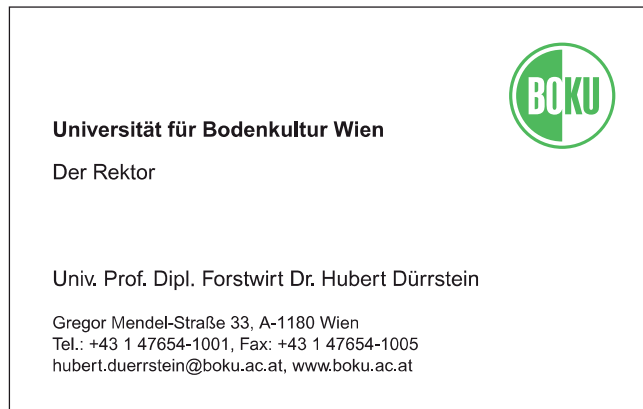 BOKU
Universität für Bodenkultur Wien
Der Rektor
Univ. Prof. Dipl. Forstwirt Dr. Hubert Dürrstein
Gregor Mendel-Straße 33, A-1180 Wien
Tel.: +43 1 47654-1001, Fax: +43 1 47654-1005
hubert.duerrstein@boku.ac.at, www.boku.ac.at